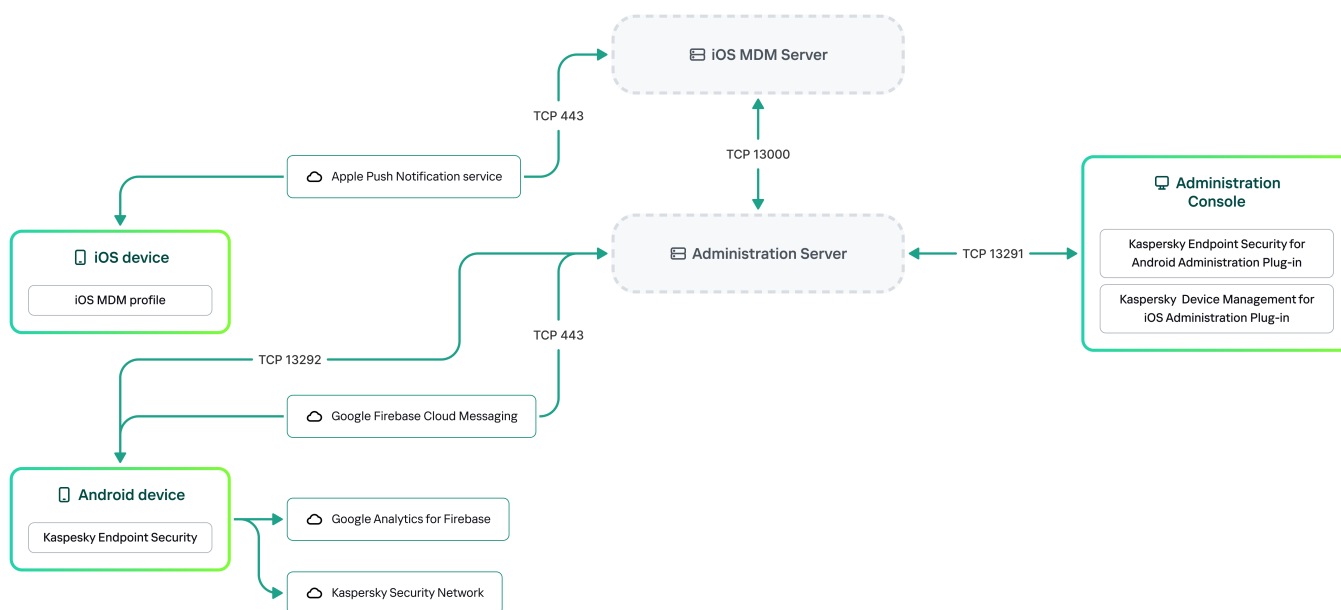 iOS MDM Server
TCP 443
TCP 13000
Apple Push Notification service
Administration
Console
iOS device
Administration Server
TCP 13291
Kaspersky Endpoint Security for
Android Administration Plug-in
iOS MDM profile
Kaspersky Device Management for
iOS Administration Plug-in
TCP 443
TCP 13292
Google Firebase Cloud Messaging
Android device
Google Analytics for Firebase
Kaspesky Endpoint Security
Kaspersky Security Network